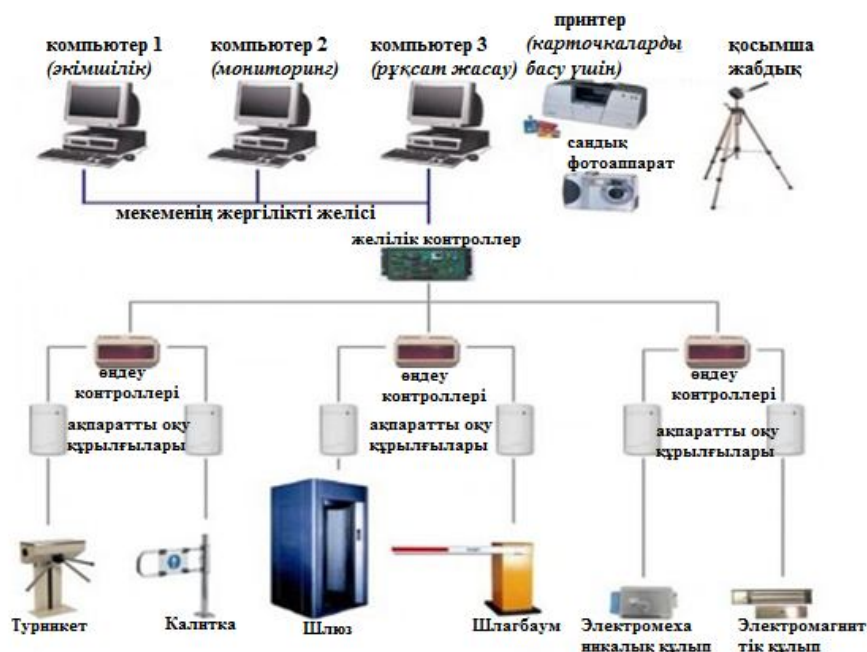 компьютер 1
(әкімшілік)
компьютер 2
(мониторинг)
компьютер 3
(рұқсат жасау)
принтер
(карточкаларды
басу үшін)
қосымша
жабдық
сандық
фотоаппарат
мекеменің жергілікті желісі
желілік контроллер
өңдеу
контроллері
өңдеу
контроллері
өңдеу
контроллері
ақпаратты оқу
құрылғылары
ақпаратты оқу
құрылғылары
ақпаратты оқу
құрылғылары
Турникет
Калитка
Шлюз
Шлагбаум
Электромеха
никалық құлып
Электромагнит
тік құлып